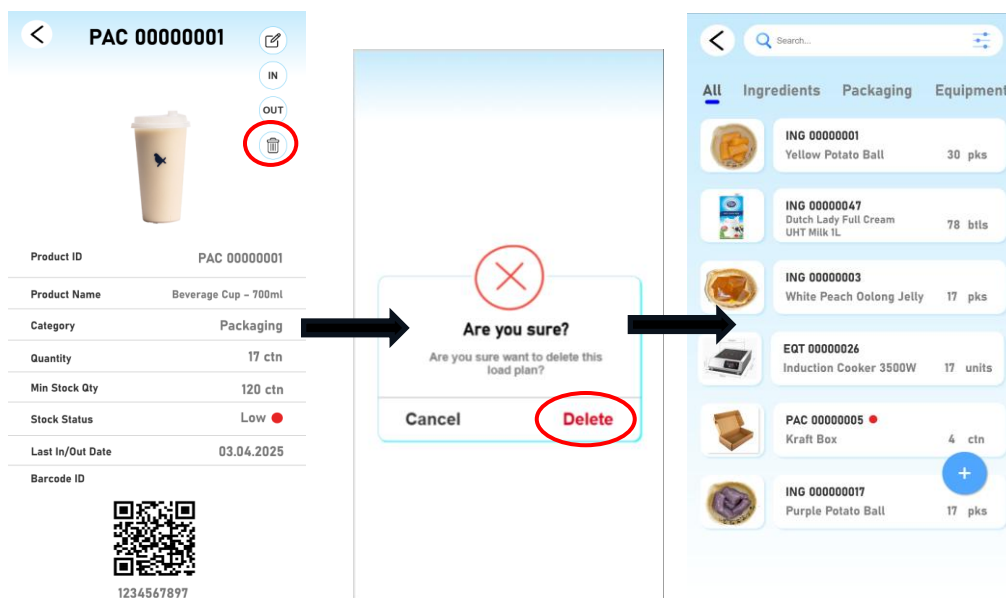 PAC 00000001
IN
OUT
Product ID PAC 00000001
Product Name Beverage Cup – 700ml
Category Packaging
Quantity 17 ctn
Min Stock Qty 120 ctn
Stock Status Low
Last In/Out Date 03.04.2025
Barcode ID
1234567897
Are you sure?
Are you sure want to delete this
load plan?
Cancel Delete
Search...
All Ingredients Packaging Equipment
ING 00000001
Yellow Potato Ball 30 pks
ING 00000047
Dutch Lady Full Cream
UHT Milk 1L 78 btls
ING 00000003
White Peach Oolong Jelly 17 pks
EQT 00000026
Induction Cooker 3500W 17 units
PAC 00000005
Kraft Box 4 ctn
+
ING 000000017
Purple Potato Ball 17 pks